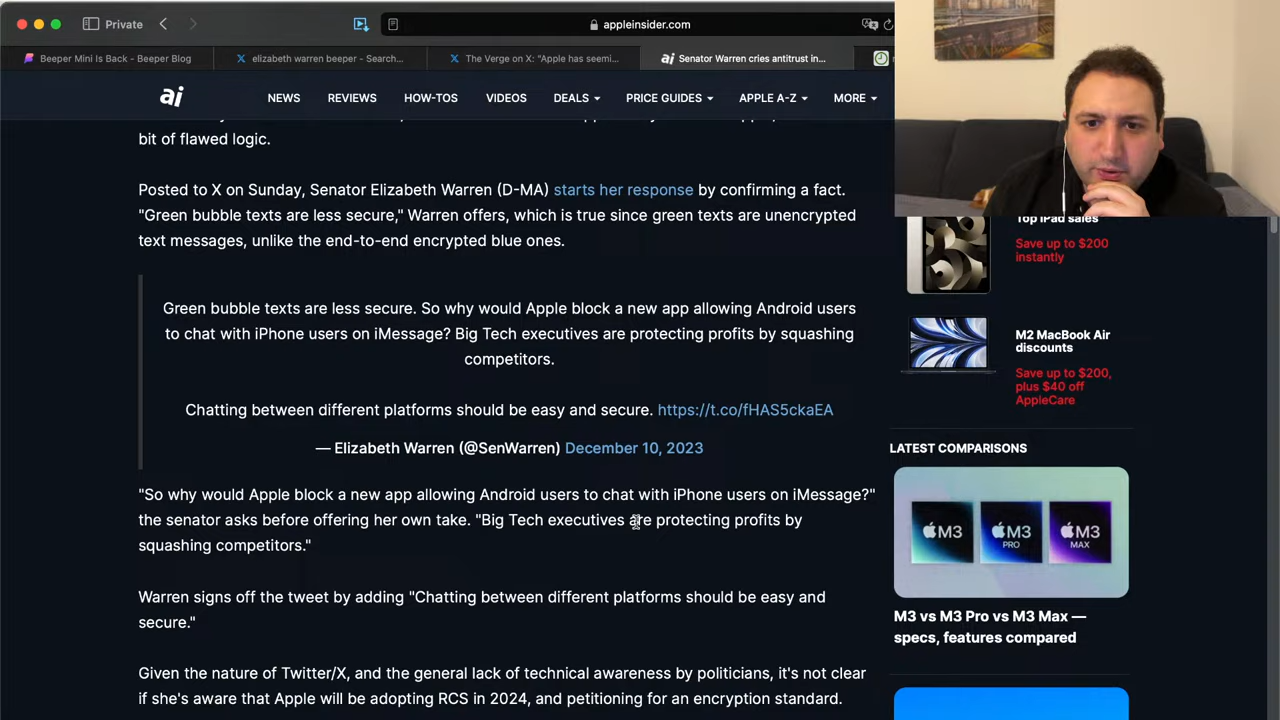 Private
appleinsider.com
Beeper Mini Is Back - Beeper Blog
elizabeth warren beeper - Search...
The Verge on X: "Apple has seemi...
Senator Warren cries antitrust in...
ai
NEWS
REVIEWS
HOW-TOS
VIDEOS
DEALS
PRICE GUIDES
APPLE A-Z
MORE
bit of flawed logic.
Posted to X on Sunday, Senator Elizabeth Warren (D-MA) starts her response by confirming a fact.
"Green bubble texts are less secure," Warren offers, which is true since green texts are unencrypted
text messages, unlike the end-to-end encrypted blue ones.
Green bubble texts are less secure. So why would Apple block a new app allowing Android users
to chat with iPhone users on iMessage? Big Tech executives are protecting profits by squashing
competitors.
Chatting between different platforms should be easy and secure. https://t.co/fHAS5ckaEA
— Elizabeth Warren (@SenWarren) December 10, 2023
"So why would Apple block a new app allowing Android users to chat with iPhone users on iMessage?"
the senator asks before offering her own take. "Big Tech executives are protecting profits by
squashing competitors."
Warren signs off the tweet by adding "Chatting between different platforms should be easy and
secure."
Given the nature of Twitter/X, and the general lack of technical awareness by politicians, it's not clear
if she's aware that Apple will be adopting RCS in 2024, and petitioning for an encryption standard.
Top iPad sales
Save up to $200
instantly
M2 MacBook Air
discounts
Save up to $200,
plus $40 off
AppleCare
LATEST COMPARISONS
M3
M3
PRO
M3
MAX
M3 vs M3 Pro vs M3 Max —
specs, features compared